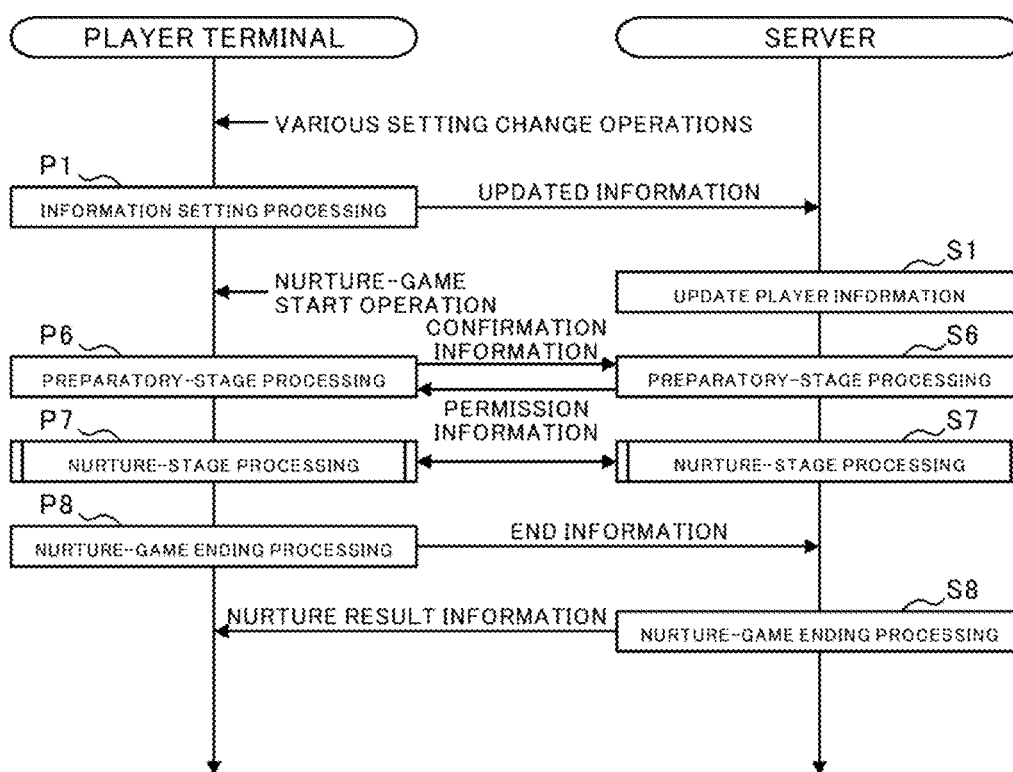 PLAYER TERMINAL
SERVER
VARIOUS SETTING CHANGE OPERATIONS
P1
INFORMATION SETTING PROCESSING
UPDATED INFORMATION
S1
UPDATE PLAYER INFORMATION
NURTURE-GAME
START OPERATION
CONFIRMATION
INFORMATION
P6
PREPARATORY-STAGE PROCESSING
S6
PREPARATORY-STAGE PROCESSING
PERMISSION
INFORMATION
P7
NURTURE-STAGE PROCESSING
S7
NURTURE-STAGE PROCESSING
P8
NURTURE-GAME ENDING PROCESSING
END INFORMATION
S8
NURTURE RESULT INFORMATION
NURTURE-GAME ENDING PROCESSING